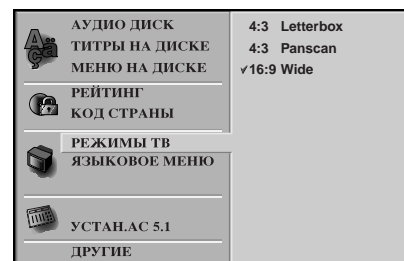 АУДИО ДИСК
ТИТРЫ НА ДИСКЕ
МЕНЮ НА ДИСКЕ
РЕЙТИНГ
КОД СТРАНЫ
РЕЖИМЫ ТВ
ЯЗЫКОВОЕ МЕНЮ
УСТАН.АС 5.1
ДРУГИЕ
4:3 Letterbox
4:3 Panscan
✓16:9 Wide